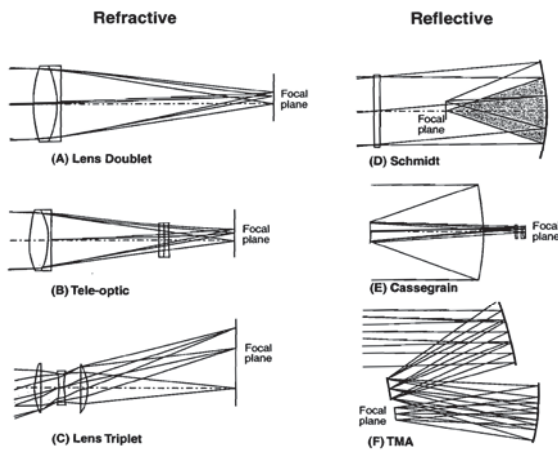 Refractive
Reflective
Focal
plane
(A) Lens Doublet
Focal
plane
(D) Schmidt
Focal
plane
(B) Tele-optic
Focal
plane
(E) Cassegrain
Focal
plane
(C) Lens Triplet
Focal
plane
(F) TMA